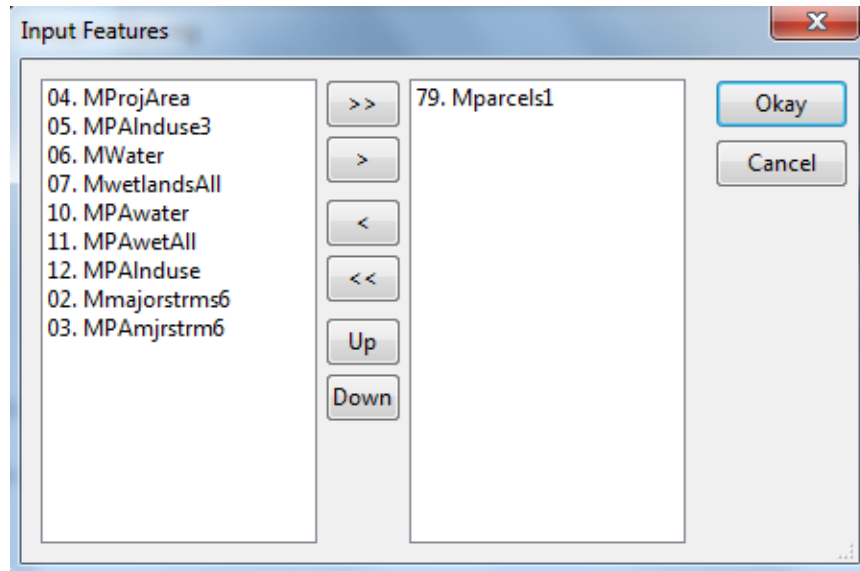 Input Features
04. MProjArea
05. MPAlnduse3
06. MWater
07. MwetlandsAll
10. MPAwater
11. MPAwetAll
12. MPAlnduse
02. Mmajorstrms6
03. MPAmjrstrm6
>>
>
<
<<
Up
Down
79. Mparcels1
Okay
Cancel